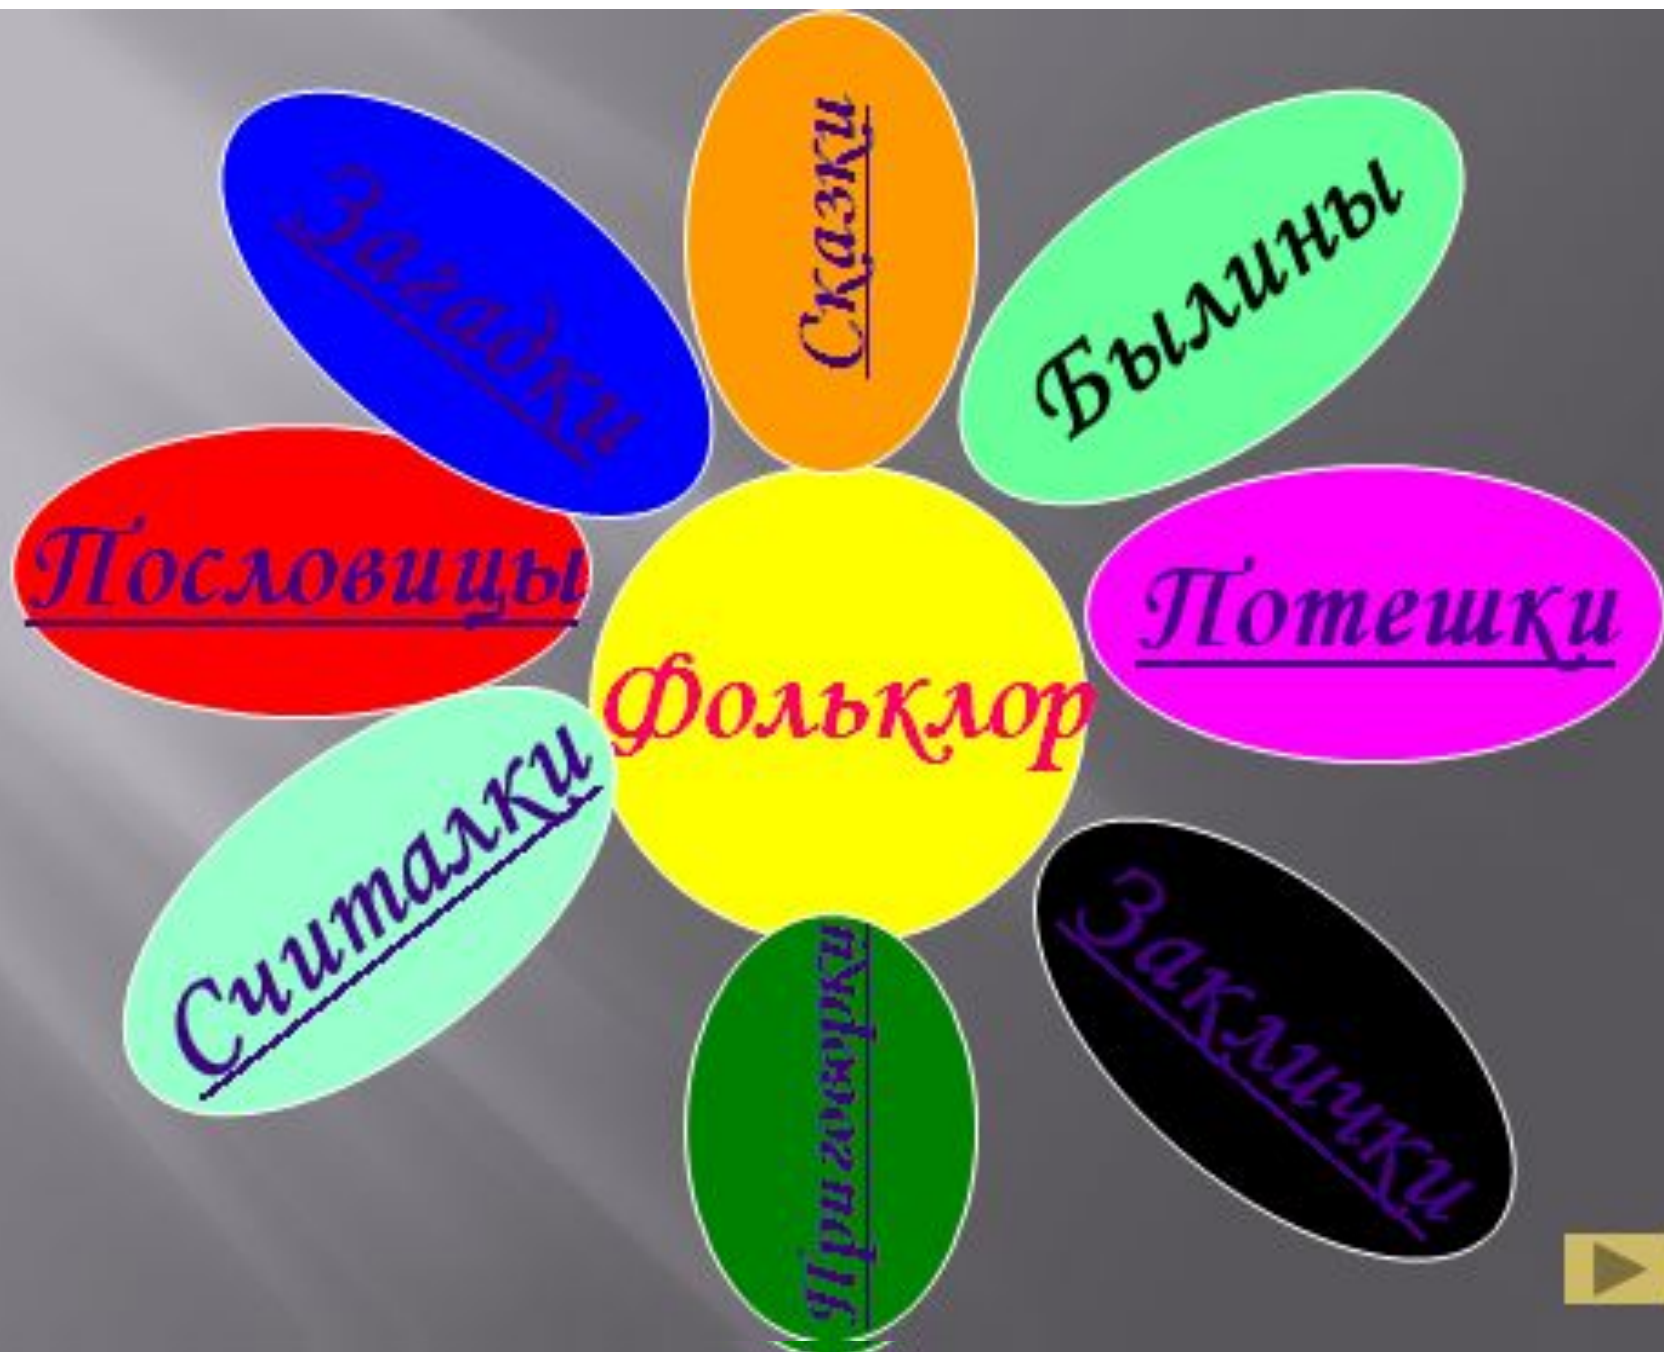 Сказки
Загадки
Былины
Пословицы
Потешки
Фольклор
Считалки
Заклички
Приговорки